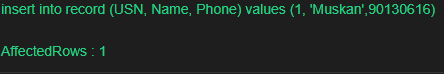 insert into record (USN, Name, Phone) values (1, 'Muskan',90130616)
AffectedRows : 1